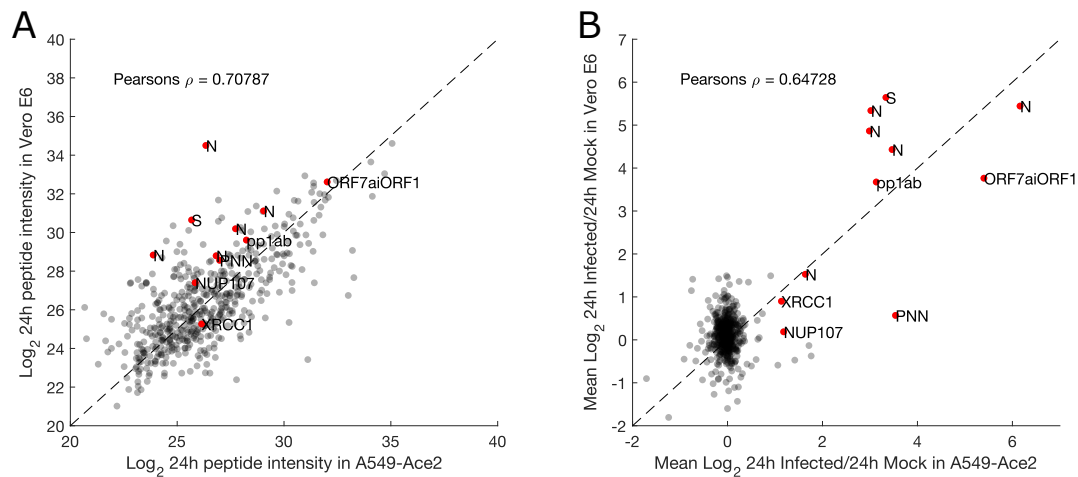 A
40
38
36
34
32
30
28
26
24
22
20
20
25
30
35
40
Log2 24h peptide intensity in Vero E6
Log2 24h peptide intensity in A549-Ace2
Pearsons ρ = 0.70787
N
ORF7aiORF1
S
N
N
pp1ab
N
N
PNN
NUP107
XRCC1
B
7
6
5
4
3
2
1
0
-1
-2
-2
0
2
4
6
Mean Log2 24h Infected/24h Mock in Vero E6
Mean Log2 24h Infected/24h Mock in A549-Ace2
Pearsons ρ = 0.64728
S
N
N
N
N
pp1ab
ORF7aiORF1
N
XRCC1
PNN
NUP107